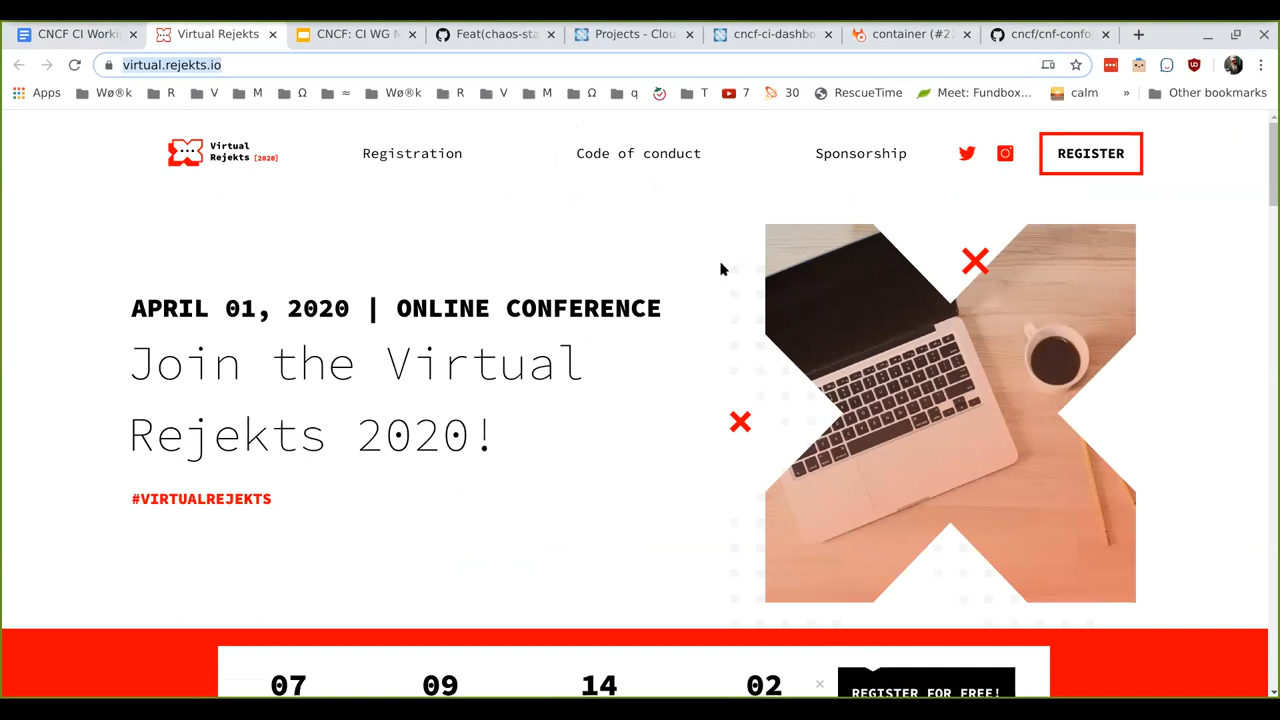 CNCF CI Worki
Virtual Rejekts
CNCF: CI WG M
Feat(chaos-sta
Projects - Clou
cncf-ci-dashbo
container (#2
cncf/cnf-confo
virtual.rejekts.io
Apps
Wø®k
R
V
M
Ω
≈
Wø®k
R
V
M
Ω
q
T
7
30
RescueTime
Meet: Fundbox...
calm
»
Other bookmarks
Virtual
Rejekts [2020]
Registration
Code of conduct
Sponsorship
REGISTER
APRIL 01, 2020 | ONLINE CONFERENCE
Join the Virtual
Rejekts 2020!
#VIRTUALREJEKTS
07
09
14
02
REGISTER FOR FREE!